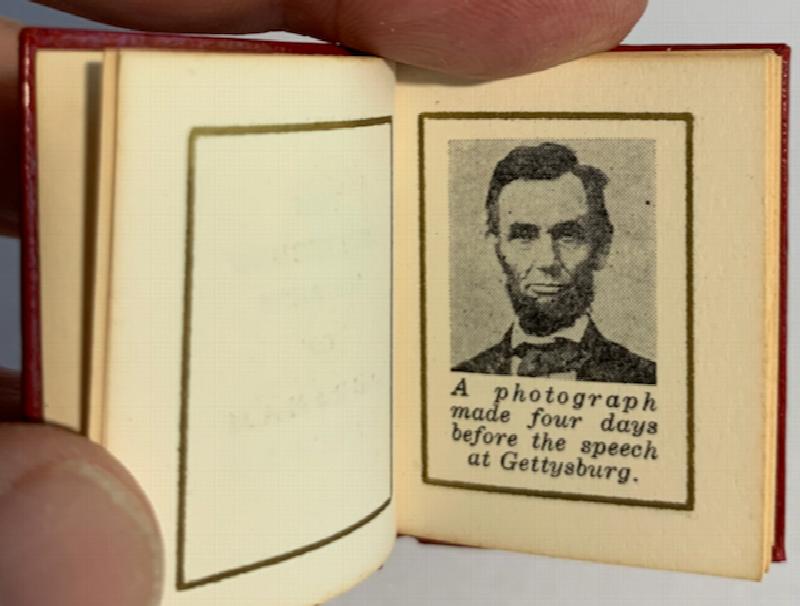 A photograph
made four days
before the speech
at Gettysburg.